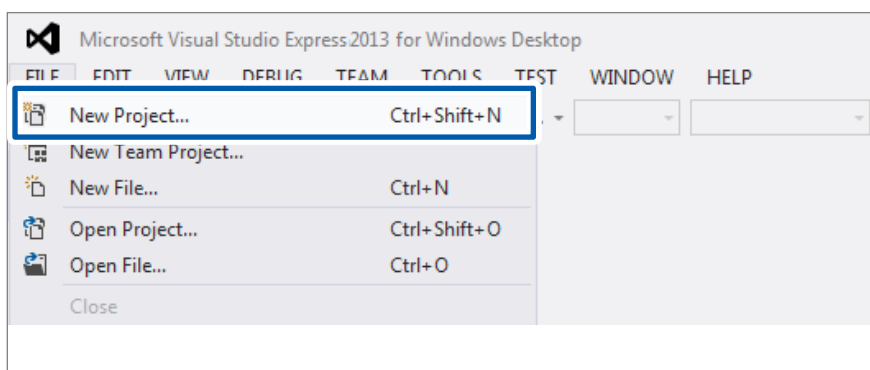 Microsoft Visual Studio Express 2013 for Windows Desktop
FILE EDIT VIEW DEBUG TEAM TOOLS TEST WINDOW HELP
New Project... Ctrl+Shift+N
New Team Project...
New File... Ctrl+N
Open Project... Ctrl+Shift+O
Open File... Ctrl+O
Close